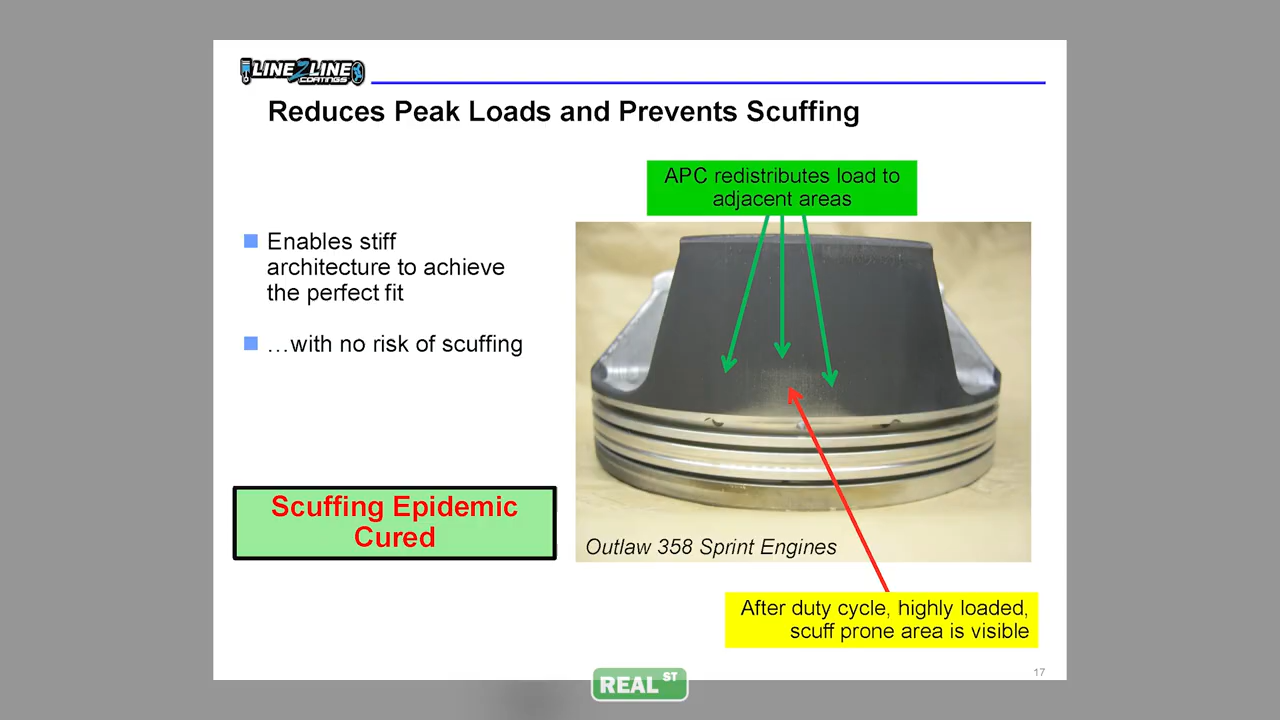 LINE2LINE
COATINGS
Reduces Peak Loads and Prevents Scuffing
APC redistributes load to
adjacent areas
Enables stiff
architecture to achieve
the perfect fit
…with no risk of scuffing
Scuffing Epidemic
Cured
Outlaw 358 Sprint Engines
After duty cycle, highly loaded,
scuff prone area is visible
17
REAL ST